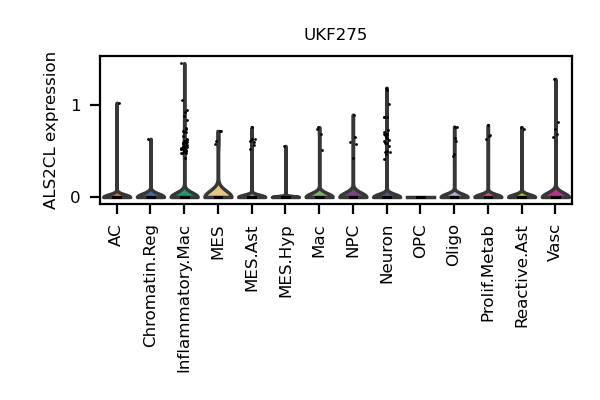 UKF275
ALS2CL expression
1
0
AC
Chromatin.Reg
Inflammatory.Mac
MES
MES.Ast
MES.Hyp
Mac
NPC
Neuron
OPC
Oligo
Prolif.Metab
Reactive.Ast
Vasc